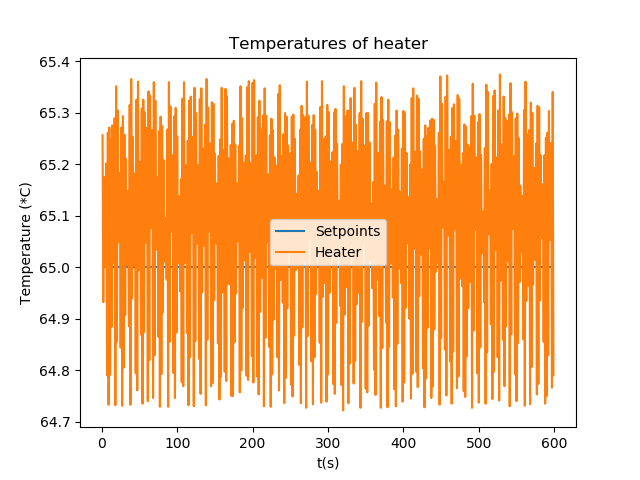 Temperatures of heater
65.4
65.3
65.2
65.1
65.0
64.9
64.8
64.7
Temperature (*C)
Setpoints
Heater
0 100 200 300 400 500 600
t(s)